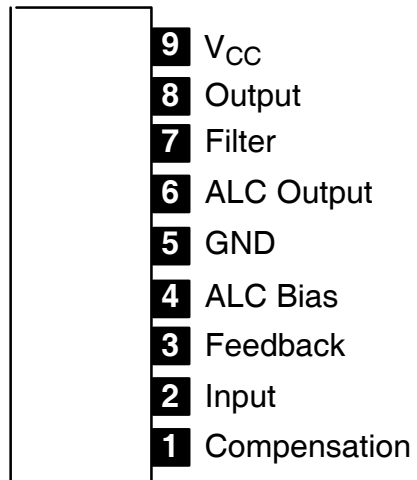 9 VCC
8 Output
7 Filter
6 ALC Output
5 GND
4 ALC Bias
3 Feedback
2 Input
1 Compensation